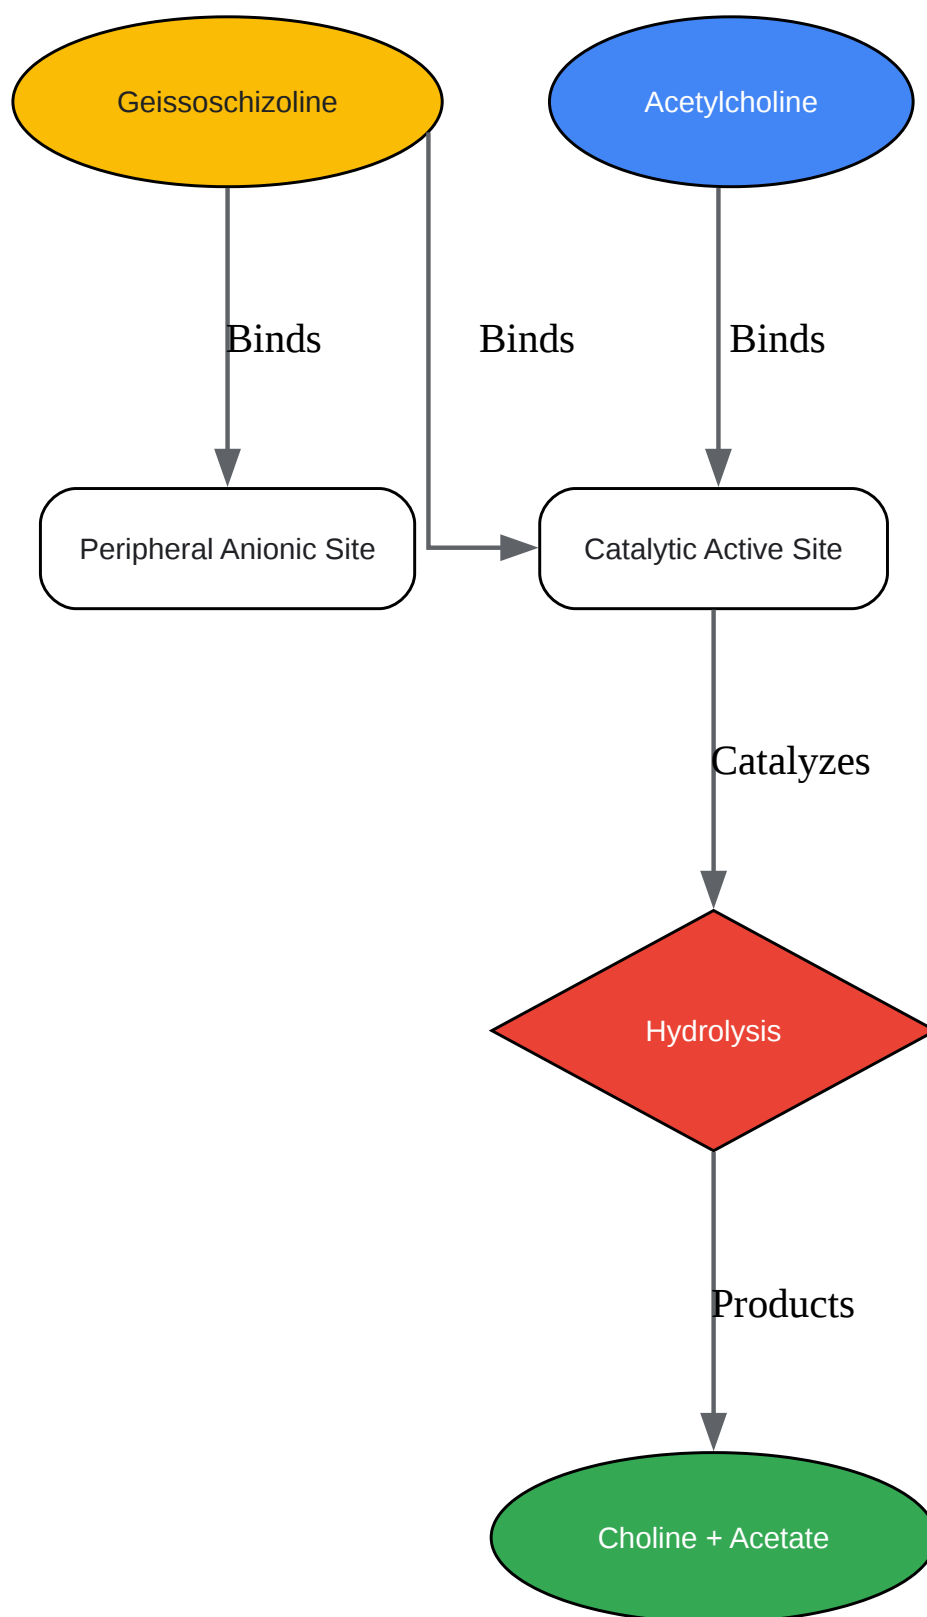 Geissoschizoline
Acetylcholine
Binds
Binds
Binds
Peripheral Anionic Site
Catalytic Active Site
Catalyzes
Hydrolysis
Products
Choline + Acetate